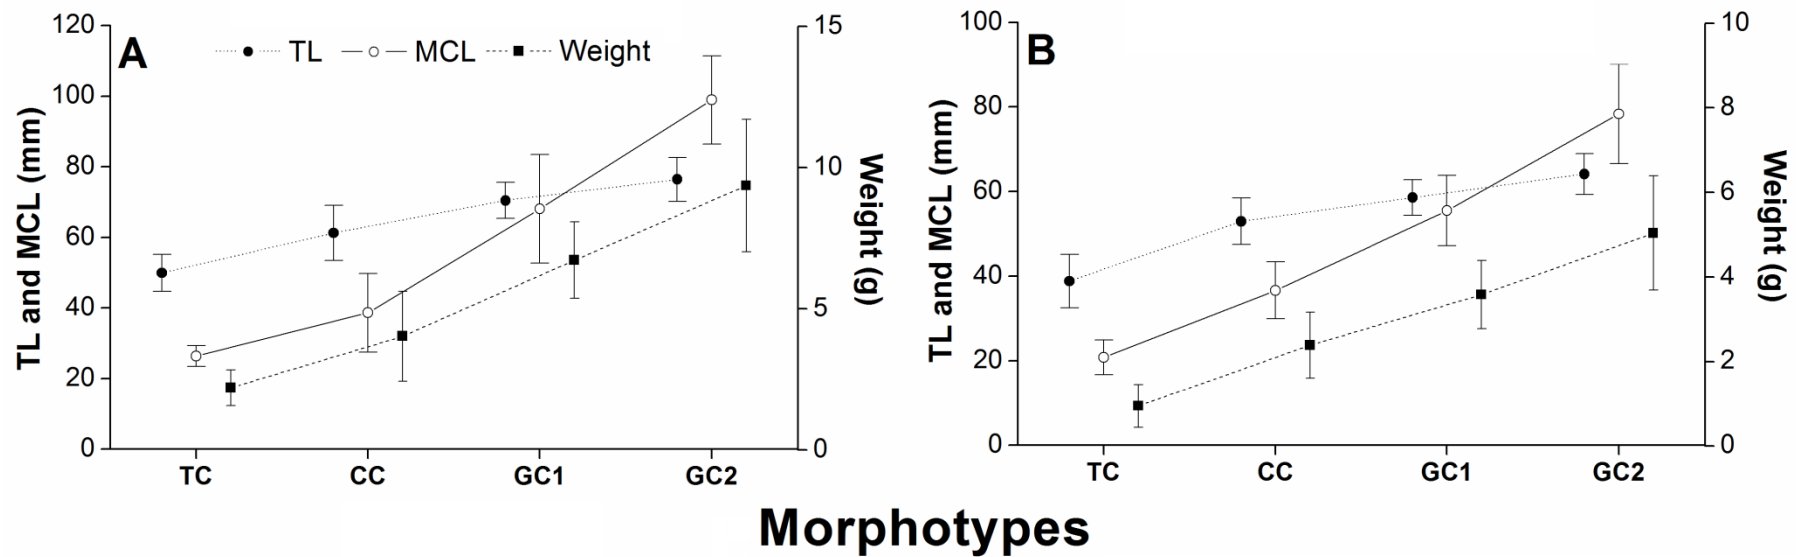 A
TL MCL Weight
TL and MCL (mm)
120
100
80
60
40
20
0
15
10
5
0
Weight (g)
TC CC GC1 GC2
B
TL and MCL (mm)
100
80
60
40
20
0
10
8
6
4
2
0
Weight (g)
TC CC GC1 GC2
Morphotypes